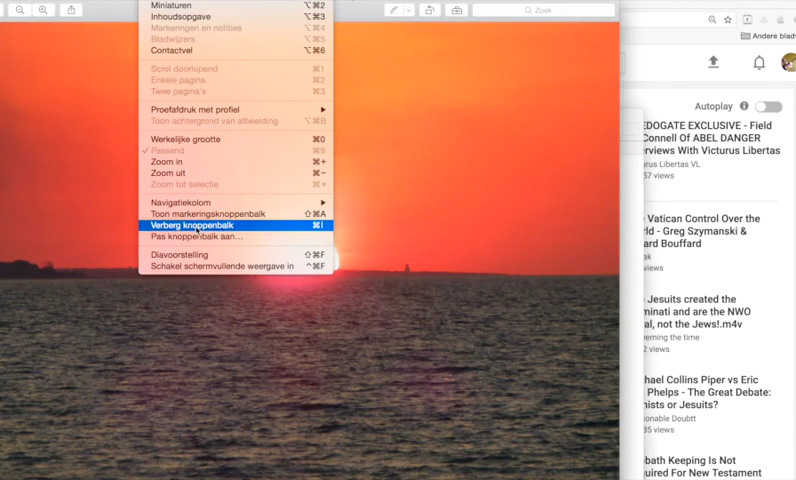 Miniaturen ⌥⌘2
Inhoudsopgave ⌥⌘3
Markeringen en notities ⌥⌘4
Bladwijzers ⌥⌘5
Contactvel ⌥⌘6
Scroll doorlopend ⌘1
Enkele pagina ⌘2
Twee pagina's ⌘3
Proefafdruk met profiel
Toon achtergrond van afbeelding ⌥⌘B
Werkelijke grootte ⌘0
✓ Passend ⌘9
Zoom in ⌘+
Zoom uit ⌘−
Zoom tot selectie ⌘*
Navigatiekolom
Toon markeringsknoppenbalk ⇧⌘A
Verberg knoppenbalk
Pas knoppenbalk aan...
Diavoorstelling ⇧⌘F
Schakel schermvullende weergave in ^⌘F
Zoek
Andere blad
Autoplay
EDOGATE EXCLUSIVE - Field
Connell Of ABEL DANGER
rviews With Victurus Libertas
urus Libertas VL
57 views
Vatican Control Over the
ld - Greg Szymanski &
ard Bouffard
ak
views
Jesuits created the
minati and are the NWO
al, not the Jews!.m4v
eeming the time
2 views
hael Collins Piper vs Eric
Phelps - The Great Debate:
nists or Jesuits?
onable Doubtt
35 views
bath Keeping Is Not
uired For New Testament